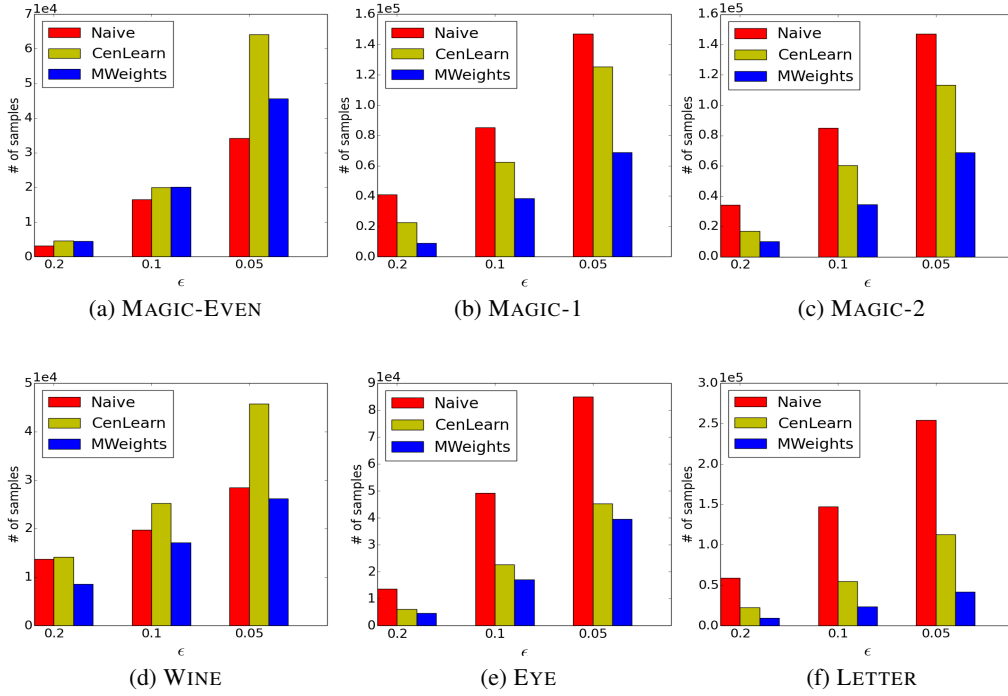 7 1e4
Naive
CenLearn
MWeights
# of samples
6
5
4
3
2
1
0
0.2 0.1 0.05
ϵ
(a) MAGIC-EVEN
1e5
Naive
CenLearn
MWeights
# of samples
1.6
1.4
1.2
1.0
0.8
0.6
0.4
0.2
0.0
0.2 0.1 0.05
ϵ
(b) MAGIC-1
1e5
Naive
CenLearn
MWeights
# of samples
1.6
1.4
1.2
1.0
0.8
0.6
0.4
0.2
0.0
0.2 0.1 0.05
ϵ
(c) MAGIC-2
5 1e4
Naive
CenLearn
MWeights
# of samples
4
3
2
1
0
0.2 0.1 0.05
ϵ
(d) WINE
9 1e4
Naive
CenLearn
MWeights
# of samples
8
7
6
5
4
3
2
1
0
0.2 0.1 0.05
ϵ
(e) EYE
1e5
Naive
CenLearn
MWeights
# of samples
3.0
2.5
2.0
1.5
1.0
0.5
0.0
0.2 0.1 0.05
ϵ
(f) LETTER